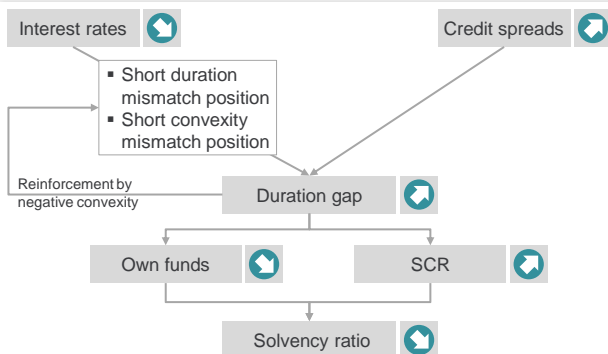 Interest rates
Credit spreads
▪ Short duration
mismatch position
▪ Short convexity
mismatch position
Reinforcement by
negative convexity
Duration gap
Own funds
SCR
Solvency ratio